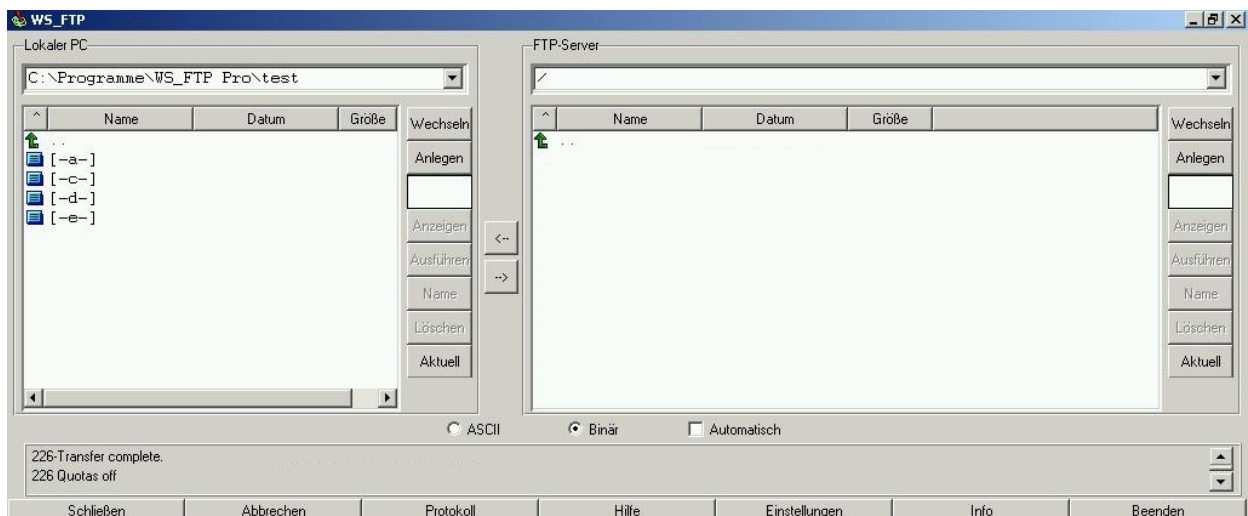 WS_FTP
Lokaler PC
C:\Programme\WS_FTP Pro\test
^ Name Datum Größe
..
[-a-]
[-c-]
[-d-]
[-e-]
Wechseln
Anlegen
Anzeigen
Ausführen
Name
Löschen
Aktuell
<--
-->
FTP-Server
/
^ Name Datum Größe
..
Wechseln
Anlegen
Anzeigen
Ausführen
Name
Löschen
Aktuell
ASCII Binär Automatisch
226-Transfer complete.
226 Quotas off
Schließen Abbrechen Protokoll Hilfe Einstellungen Info Beenden